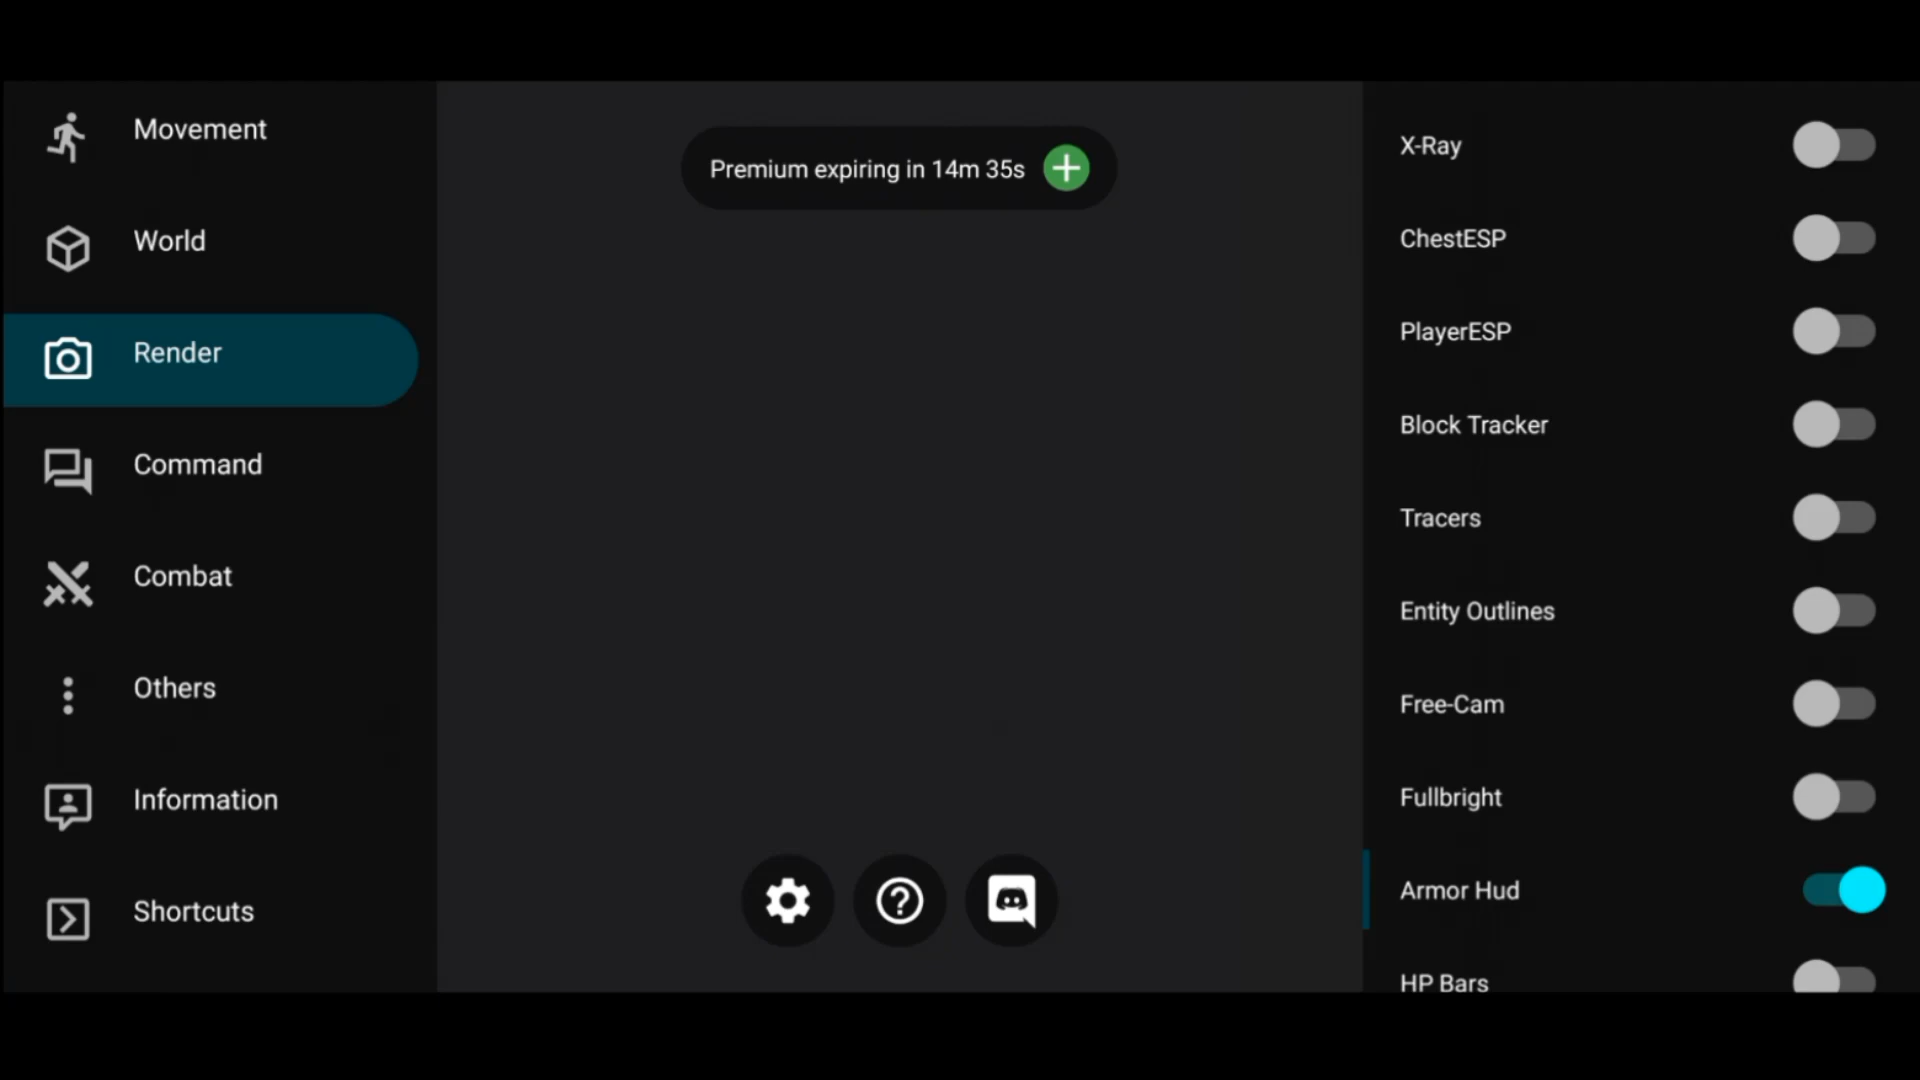 Movement
World
Render
Command
Combat
Others
Information
Shortcuts
Premium expiring in 14m 35s
X-Ray
ChestESP
PlayerESP
Block Tracker
Tracers
Entity Outlines
Free-Cam
Fullbright
Armor Hud
HP Bars